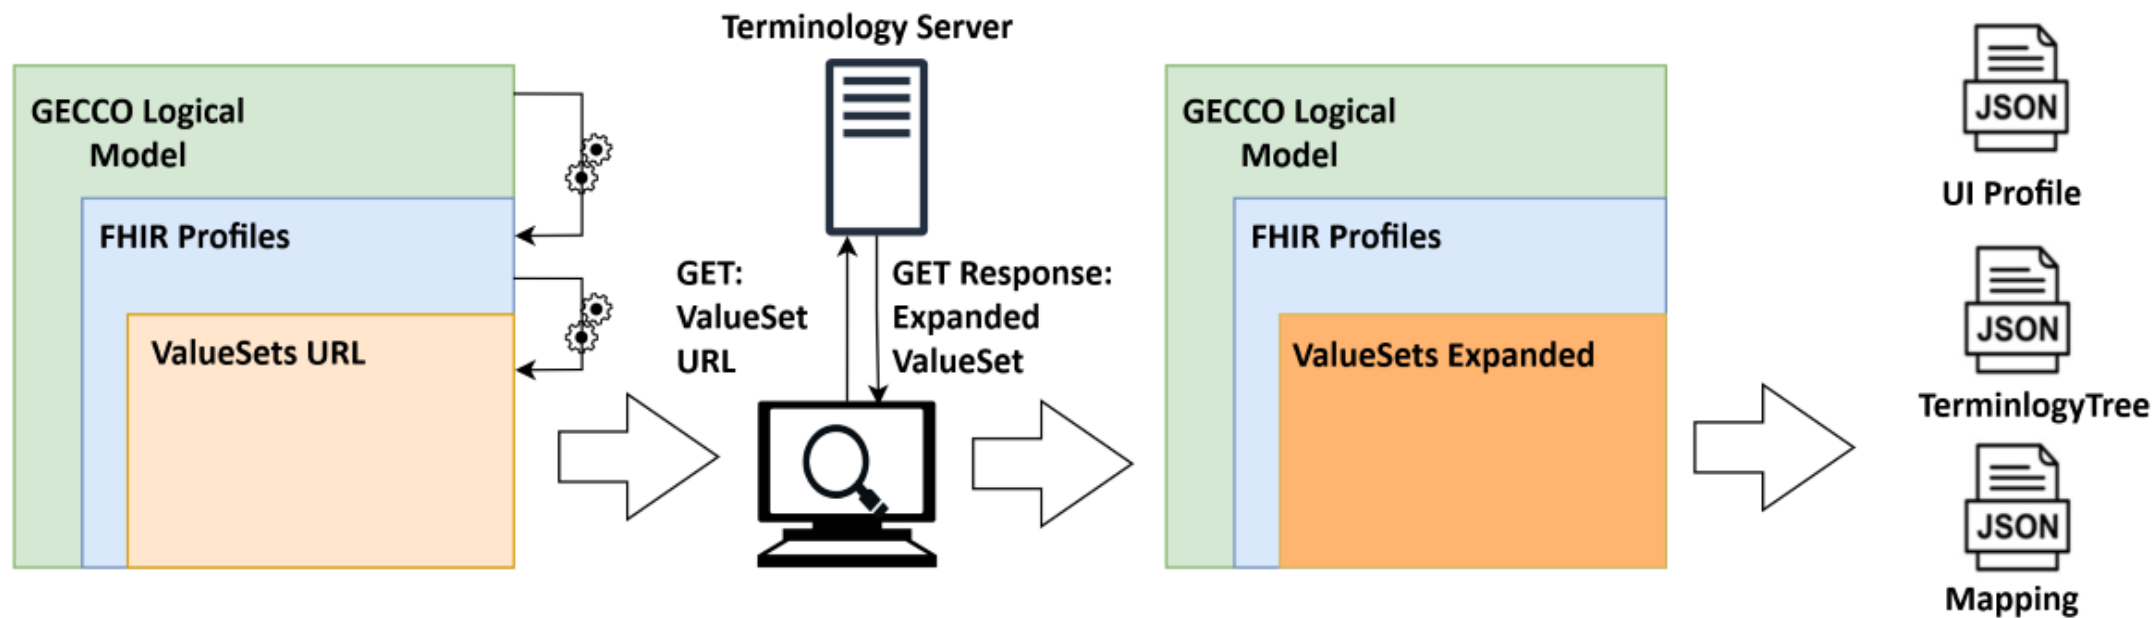 GECCO Logical
Model
FHIR Profiles
ValueSets URL
Terminology Server
GET:
ValueSet
URL
GET Response:
Expanded
ValueSet
GECCO Logical
Model
FHIR Profiles
ValueSets Expanded
JSON
UI Profile
JSON
TerminlogyTree
JSON
Mapping